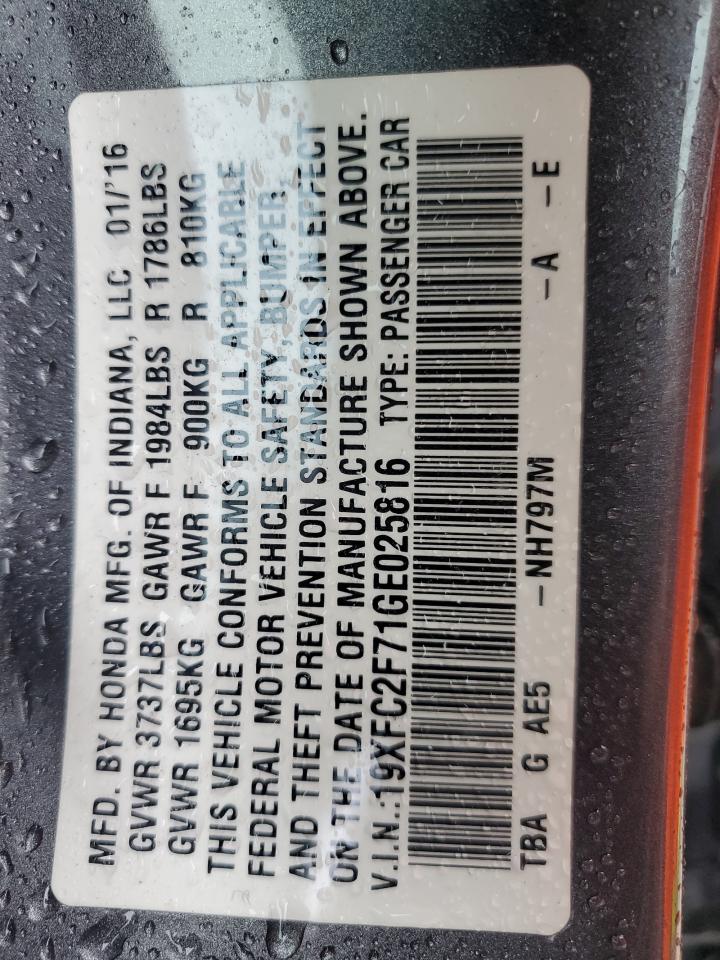 MFD. BY HONDA MFG. OF INDIANA, LLC 01/'16
GVWR 3737LBS GAWR F 1984LBS R 1786LBS
GVWR 1695KG GAWR F 900KG R 810KG
THIS VEHICLE CONFORMS TO ALL APPLICABLE
FEDERAL MOTOR VEHICLE SAFETY, BUMPER,
AND THEFT PREVENTION STANDARDS IN EFFECT
ON THE DATE OF MANUFACTURE SHOWN ABOVE.
V.I.N.:19XFC2F71GE025816 TYPE: PASSENGER CAR
TBA G AE5 -NH797M -A -E